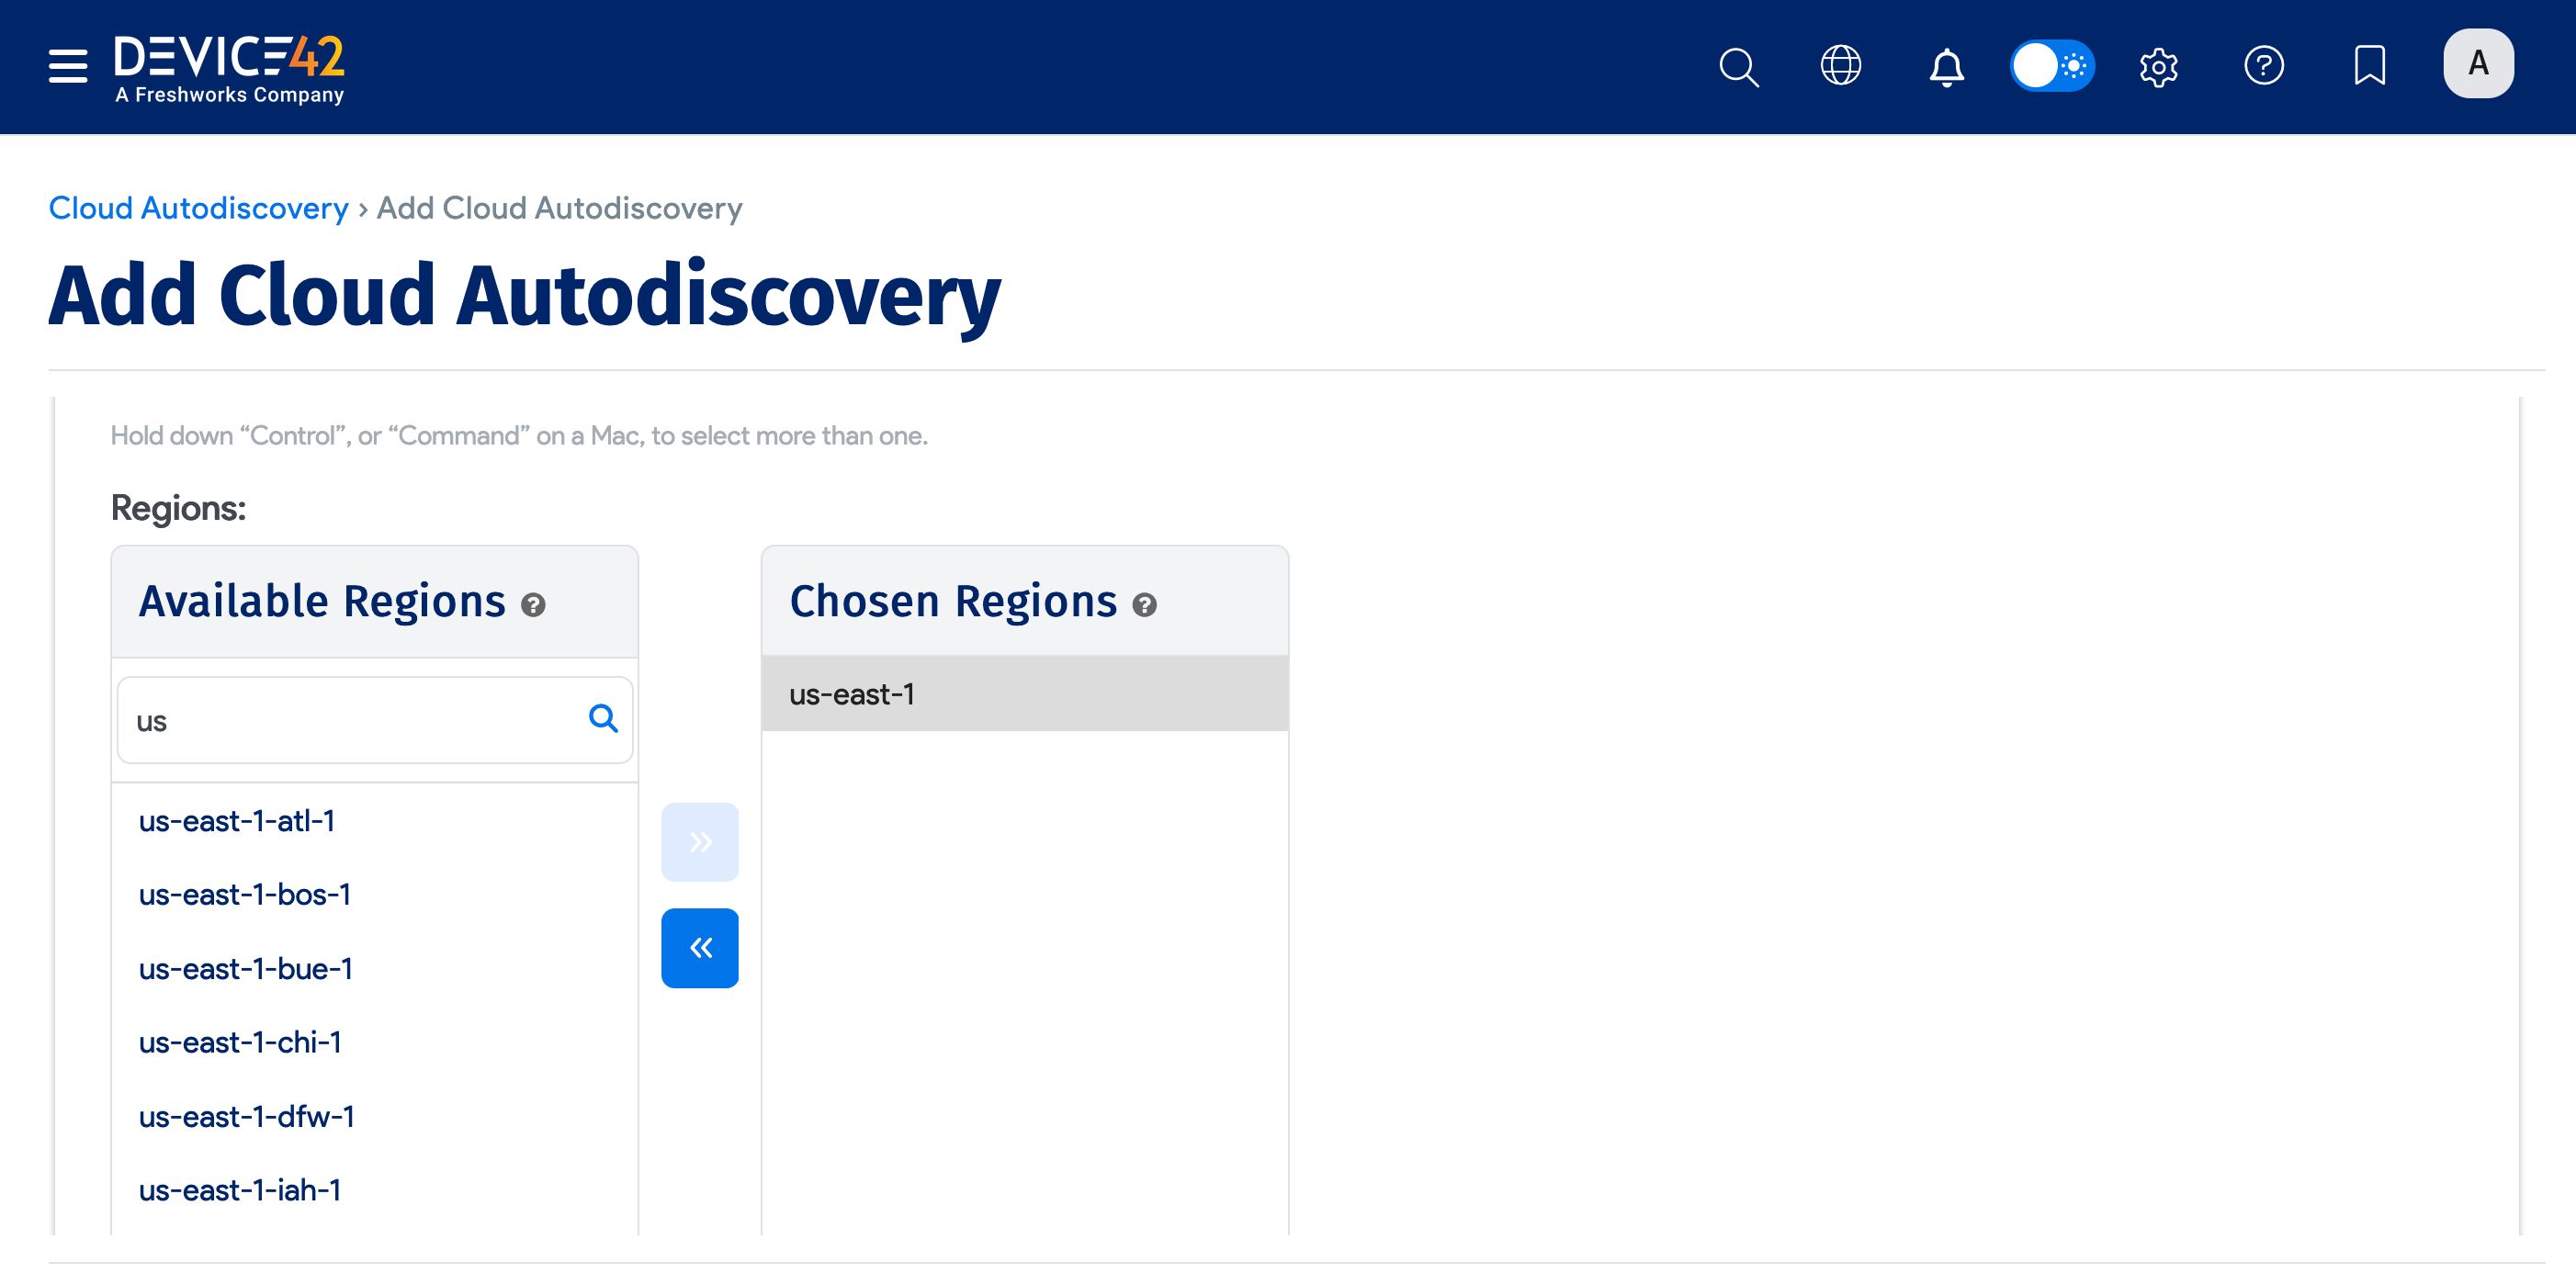 DEVICE42
A Freshworks Company
A
Cloud Autodiscovery › Add Cloud Autodiscovery
Add Cloud Autodiscovery
Hold down “Control”, or “Command” on a Mac, to select more than one.
Regions:
Available Regions ?
us
us-east-1-atl-1
us-east-1-bos-1
us-east-1-bue-1
us-east-1-chi-1
us-east-1-dfw-1
us-east-1-iah-1
»
«
Chosen Regions ?
us-east-1